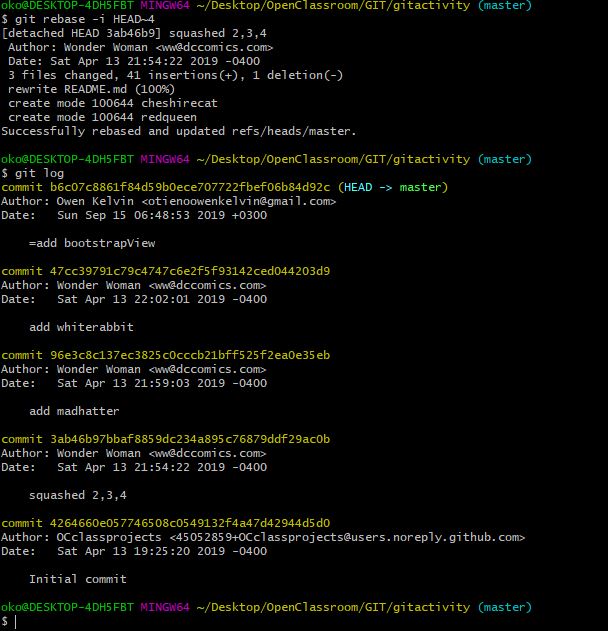 oko@DESKTOP-4DH5FBT MINGW64 ~/Desktop/OpenClassroom/GIT/gitactivity (master)
$ git rebase -i HEAD~4
[detached HEAD 3ab46b9] squashed 2,3,4
 Author: Wonder Woman <ww@dccomics.com>
 Date: Sat Apr 13 21:54:22 2019 -0400
 3 files changed, 41 insertions(+), 1 deletion(-)
 rewrite README.md (100%)
 create mode 100644 cheshirecat
 create mode 100644 redqueen
Successfully rebased and updated refs/heads/master.

oko@DESKTOP-4DH5FBT MINGW64 ~/Desktop/OpenClassroom/GIT/gitactivity (master)
$ git log
commit b6c07c8861f84d59b0ece707722fbef06b84d92c (HEAD -> master)
Author: Owen Kelvin <otienoowenkelvin@gmail.com>
Date:   Sun Sep 15 06:48:53 2019 +0300

    =add bootstrapView

commit 47cc39791c79c4747c6e2f5f93142ced044203d9
Author: Wonder Woman <ww@dccomics.com>
Date:   Sat Apr 13 22:02:01 2019 -0400

    add whiterabbit

commit 96e3c8c137ec3825c0cccb21bff525f2ea0e35eb
Author: Wonder Woman <ww@dccomics.com>
Date:   Sat Apr 13 21:59:03 2019 -0400

    add madhatter

commit 3ab46b97bbaf8859dc234a895c76879ddf29ac0b
Author: Wonder Woman <ww@dccomics.com>
Date:   Sat Apr 13 21:54:22 2019 -0400

    squashed 2,3,4

commit 4264660e057746508c0549132f4a47d42944d5d0
Author: OCclassprojects <45052859+OCclassprojects@users.noreply.github.com>
Date:   Sat Apr 13 19:25:20 2019 -0400

    Initial commit

oko@DESKTOP-4DH5FBT MINGW64 ~/Desktop/OpenClassroom/GIT/gitactivity (master)
$